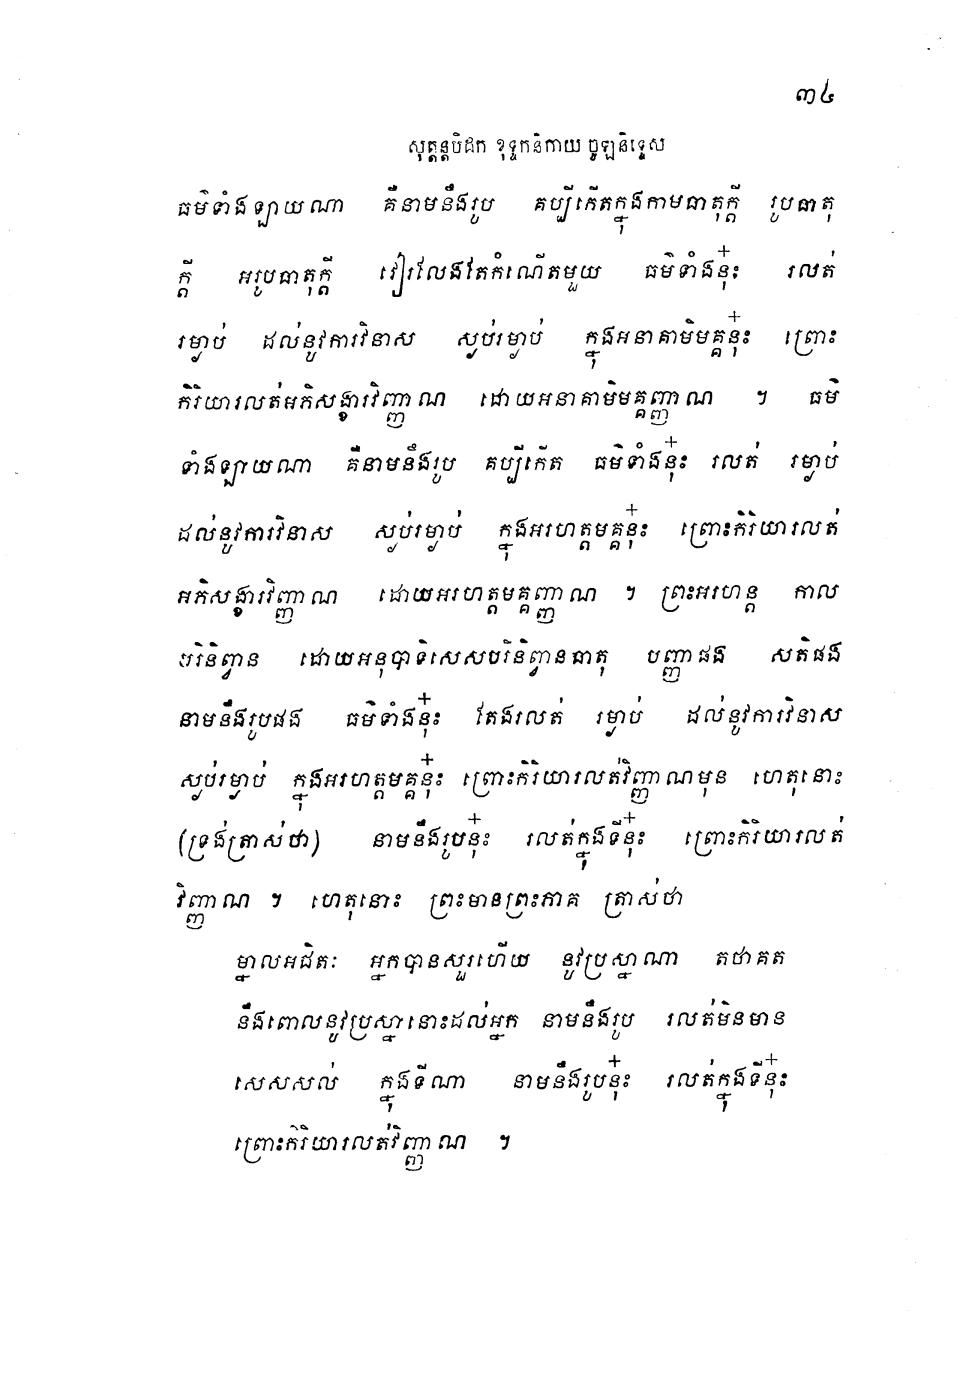 ៣៤
សុត្តន្តបិដក ខុទ្ទកនិកាយ ចូឡនិទ្ទេស
ធម៌ទាំងឡាយណា គឺនាមនឹងរូប គប្បីកើតក្នុងកាមធាតុក្តី រូបធាតុ
ក្តី អរូបធាតុក្តី វៀរលែងតែកំណើតមួយ ធម៌ទាំងនុ៎ះ រលត់
រម្ងាប់ ដល់នូវការវិនាស ស្ងប់រម្ងាប់ ក្នុងអនាគាមិមគ្គនុ៎ះ ព្រោះ
កិរិយារលត់អភិសង្ខារវិញ្ញាណ ដោយអនាគាមិមគ្គញ្ញាណ ។ ធម៌
ទាំងឡាយណា គឺនាមនឹងរូប គប្បីកើត ធម៌ទាំងនុ៎ះ រលត់ រម្ងាប់
ដល់នូវការវិនាស ស្ងប់រម្ងាប់ ក្នុងអរហត្តមគ្គនុ៎ះ ព្រោះកិរិយារលត់
អភិសង្ខារវិញ្ញាណ ដោយអរហត្តមគ្គញ្ញាណ ។ ព្រះអរហន្ត កាល
បរិនិព្វាន ដោយអនុបាទិសេសបរិនិព្វានធាតុ បញ្ញាផង សតិផង
នាមនឹងរូបផង ធម៌ទាំងនុ៎ះ តែងរលត់ រម្ងាប់ ដល់នូវការវិនាស
ស្ងប់រម្ងាប់ ក្នុងអរហត្តមគ្គនុ៎ះ ព្រោះកិរិយារលត់វិញ្ញាណមុន ហេតុនោះ
(ទ្រង់ត្រាស់ថា) នាមនឹងរូបនុ៎ះ រលត់ក្នុងទីនុ៎ះ ព្រោះកិរិយារលត់
វិញ្ញាណ ។ ហេតុនោះ ព្រះមានព្រះភាគ ត្រាស់ថា
ម្នាលអជិតៈ អ្នកបានសួរហើយ នូវប្រស្នាណា តថាគត
នឹងពោលនូវប្រស្នានោះដល់អ្នក នាមនឹងរូប រលត់មិនមាន
សេសសល់ ក្នុងទីណា នាមនឹងរូបនុ៎ះ រលត់ក្នុងទីនុ៎ះ
ព្រោះកិរិយារលត់វិញ្ញាណ ។